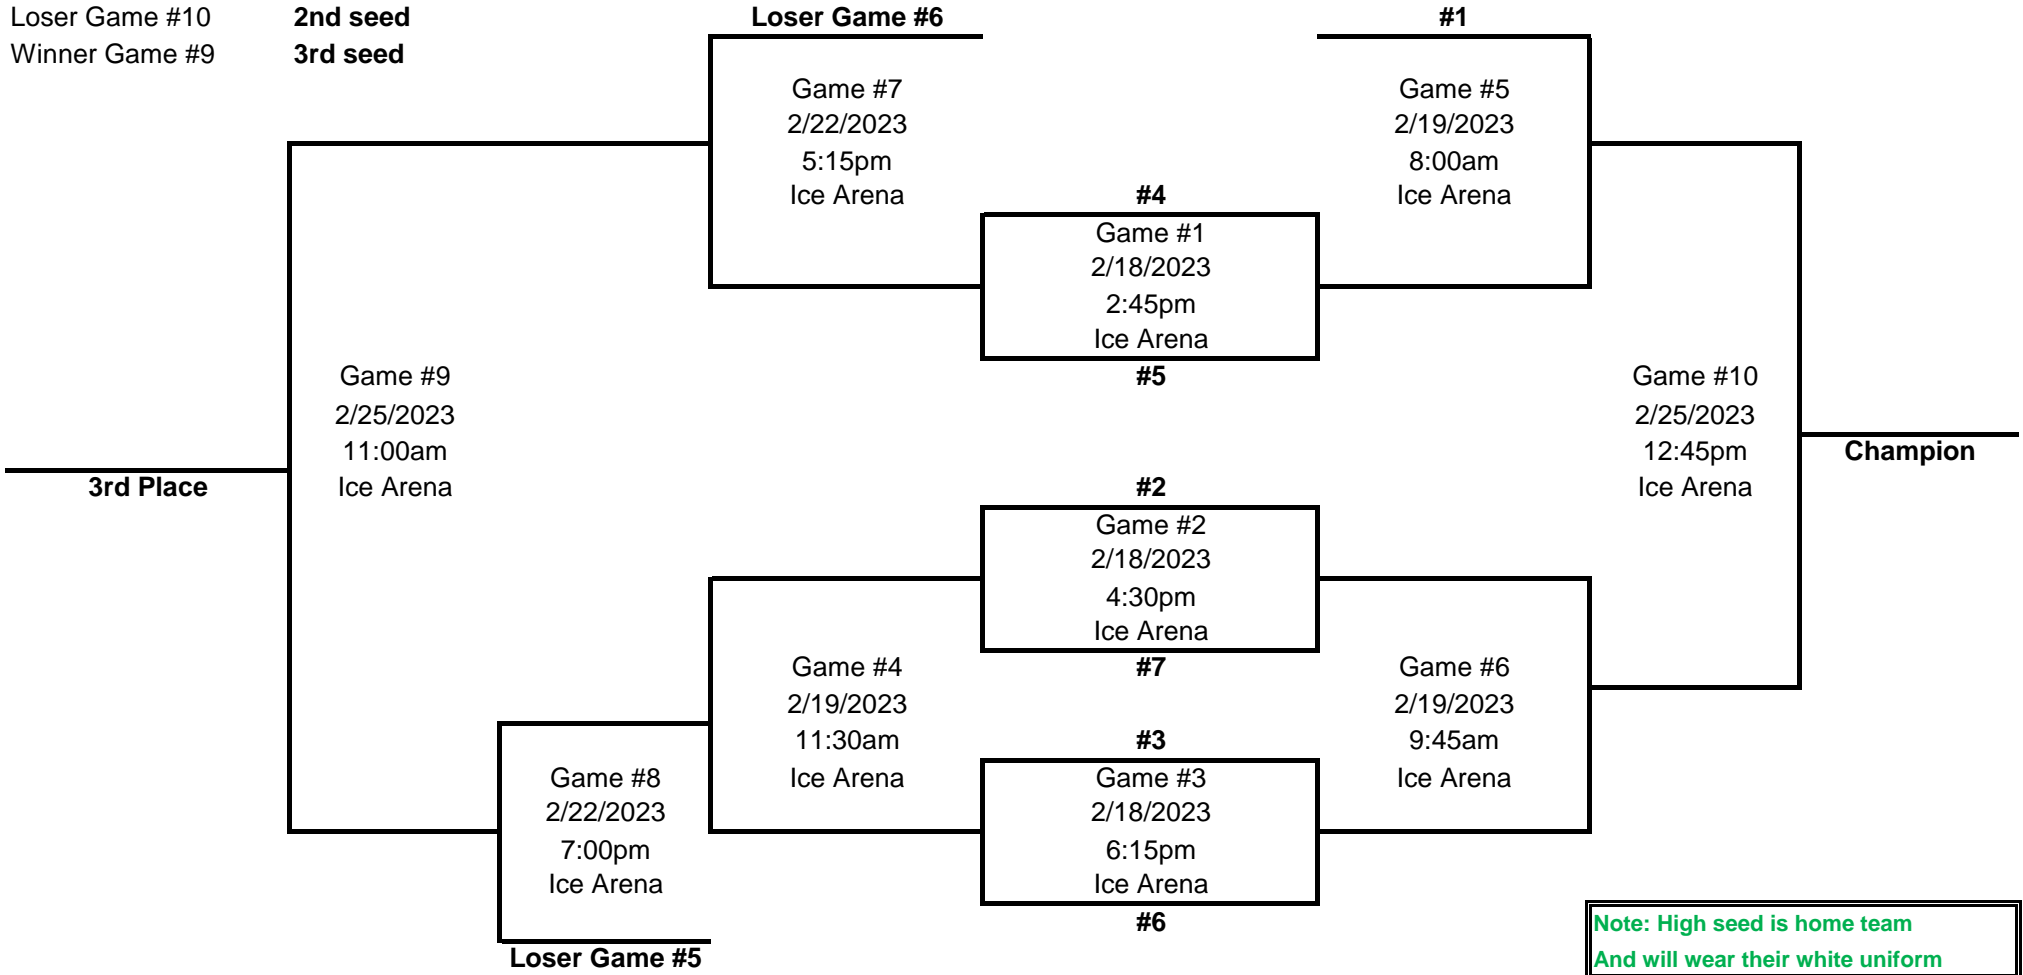 Loser Game #10 2nd seed
Winner Game #9 3rd seed
Loser Game #6
#1
Game #7
2/22/2023
5:15pm
Ice Arena
Game #5
2/19/2023
8:00am
Ice Arena
#4
Game #1
2/18/2023
2:45pm
Ice Arena
#5
Game #9
2/25/2023
11:00am
Ice Arena
3rd Place
Game #10
2/25/2023
12:45pm
Ice Arena
Champion
#2
Game #2
2/18/2023
4:30pm
Ice Arena
#7
Game #4
2/19/2023
11:30am
Ice Arena
Game #6
2/19/2023
9:45am
Ice Arena
#3
Game #3
2/18/2023
6:15pm
Ice Arena
#6
Game #8
2/22/2023
7:00pm
Ice Arena
Loser Game #5
Note: High seed is home team
And will wear their white uniform